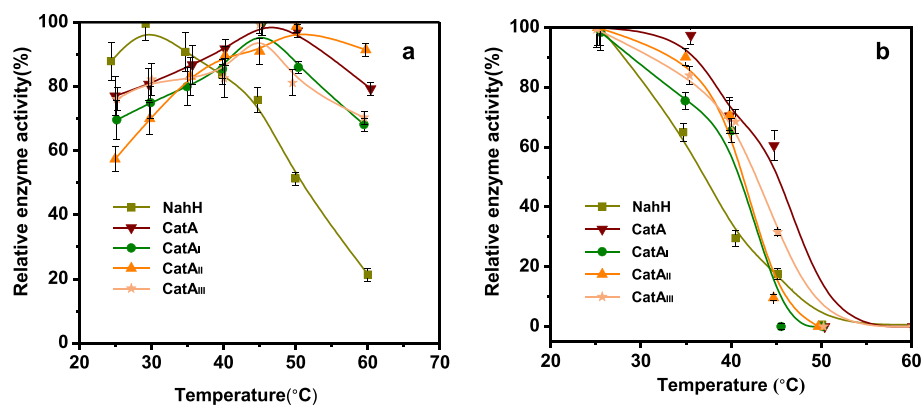 a
Relative enzyme activity(%)
100
80
60
40
20
0
NahH
CatA
CatAI
CatAII
CatAIII
20 30 40 50 60 70
Temperature(°C)
b
Relative enzyme activity(%)
100
80
60
40
20
0
NahH
CatA
CatAI
CatAII
CatAIII
20 30 40 50 60
Temperature (°C)